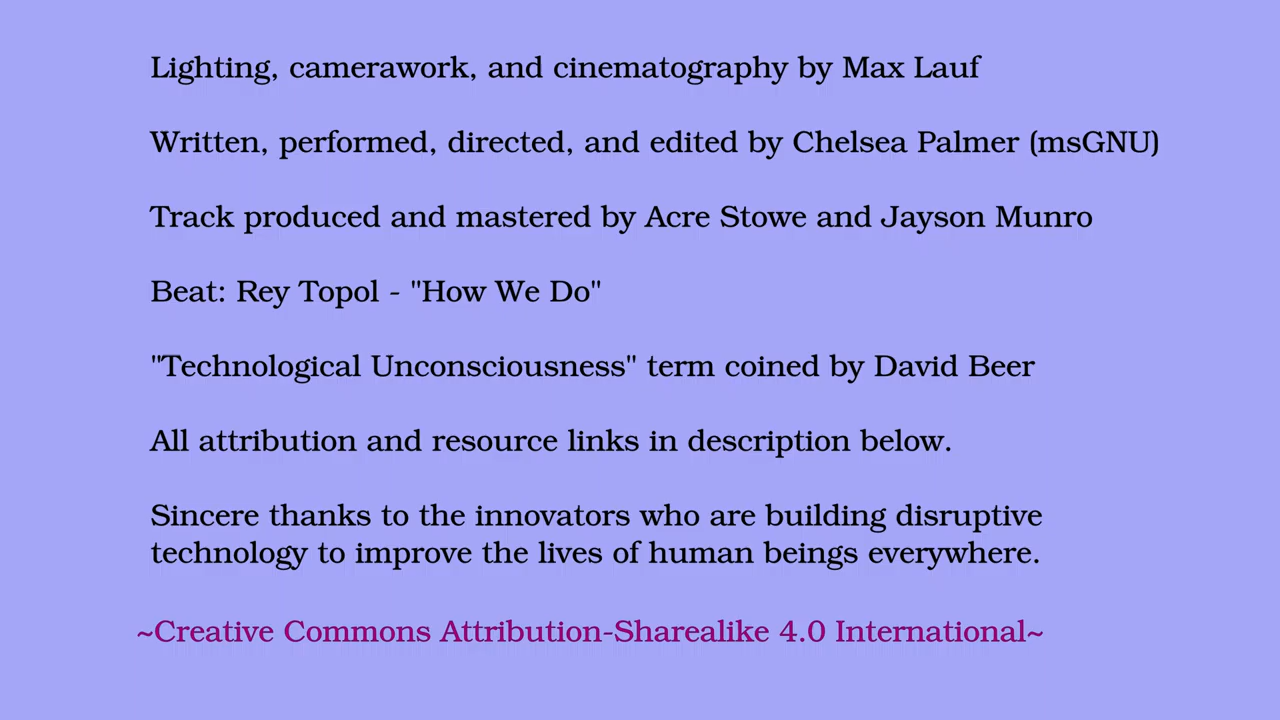 Lighting, camerawork, and cinematography by Max Lauf
Written, performed, directed, and edited by Chelsea Palmer (msGNU)
Track produced and mastered by Acre Stowe and Jayson Munro
Beat: Rey Topol - "How We Do"
"Technological Unconsciousness" term coined by David Beer
All attribution and resource links in description below.
Sincere thanks to the innovators who are building disruptive
technology to improve the lives of human beings everywhere.
~Creative Commons Attribution-Sharealike 4.0 International~